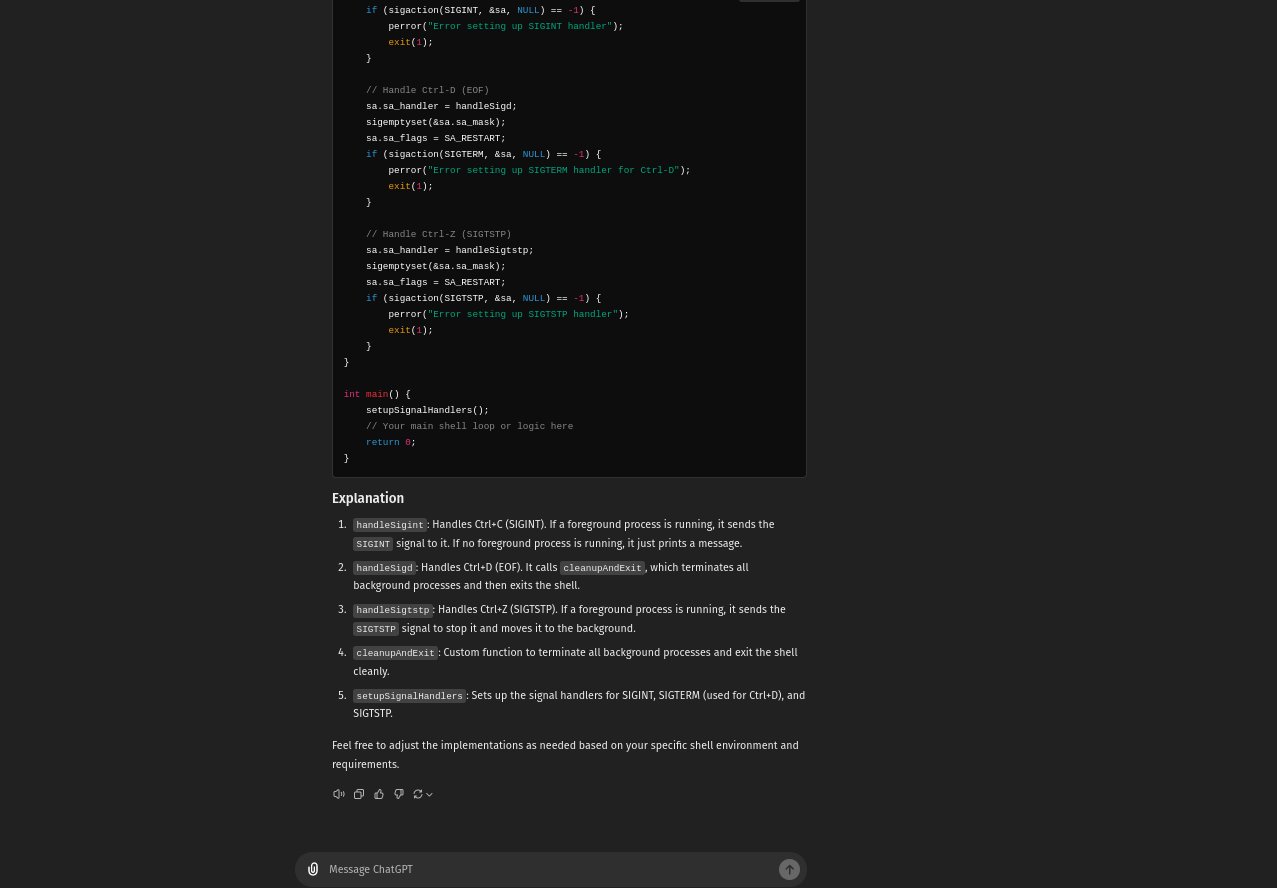 if (sigaction(SIGINT, &sa, NULL) == -1) {
        perror("Error setting up SIGINT handler");
        exit(1);
    }

    // Handle Ctrl-D (EOF)
    sa.sa_handler = handleSigd;
    sigemptyset(&sa.sa_mask);
    sa.sa_flags = SA_RESTART;
    if (sigaction(SIGTERM, &sa, NULL) == -1) {
        perror("Error setting up SIGTERM handler for Ctrl-D");
        exit(1);
    }

    // Handle Ctrl-Z (SIGTSTP)
    sa.sa_handler = handleSigtstp;
    sigemptyset(&sa.sa_mask);
    sa.sa_flags = SA_RESTART;
    if (sigaction(SIGTSTP, &sa, NULL) == -1) {
        perror("Error setting up SIGTSTP handler");
        exit(1);
    }
}

int main() {
    setupSignalHandlers();
    // Your main shell loop or logic here
    return 0;
}
Explanation
1. handleSigint: Handles Ctrl+C (SIGINT). If a foreground process is running, it sends the
SIGINT signal to it. If no foreground process is running, it just prints a message.
2. handleSigd: Handles Ctrl+D (EOF). It calls cleanupAndExit, which terminates all
background processes and then exits the shell.
3. handleSigtstp: Handles Ctrl+Z (SIGTSTP). If a foreground process is running, it sends the
SIGTSTP signal to stop it and moves it to the background.
4. cleanupAndExit: Custom function to terminate all background processes and exit the shell
cleanly.
5. setupSignalHandlers: Sets up the signal handlers for SIGINT, SIGTERM (used for Ctrl+D), and
SIGTSTP.
Feel free to adjust the implementations as needed based on your specific shell environment and
requirements.
Message ChatGPT